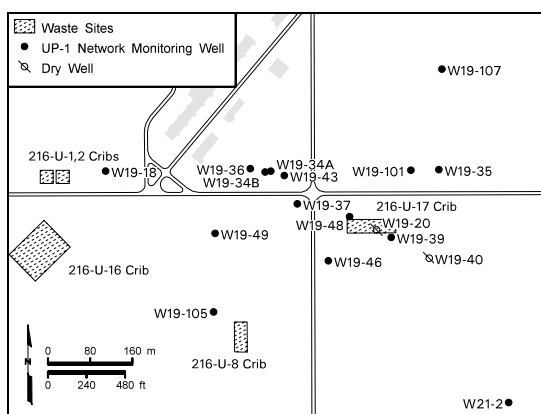 Waste Sites
UP-1 Network Monitoring Well
Dry Well
W19-107
216-U-1,2 Cribs
W19-18
W19-36
W19-34A
W19-34B
W19-43
W19-101
W19-35
W19-37
216-U-17 Crib
W19-48
W19-20
W19-39
W19-49
W19-46
W19-40
216-U-16 Crib
W19-105
216-U-8 Crib
N
0 80 160 m
0 240 480 ft
W21-2